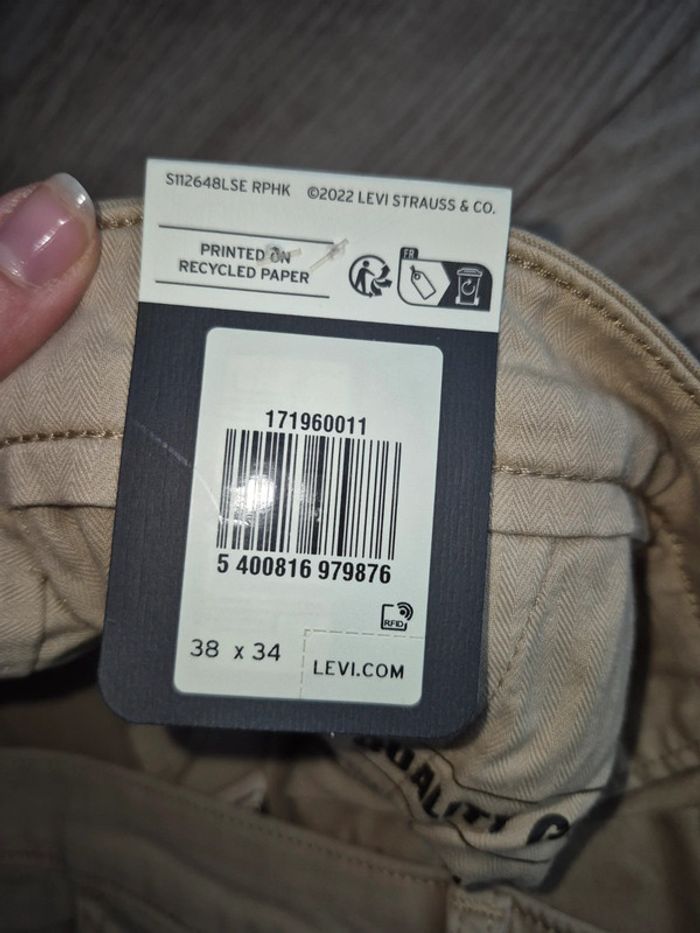 S112648LSE RPHK ©2022 LEVI STRAUSS & CO.
PRINTED ON
RECYCLED PAPER
FR
171960011
5 400816 979876
RFID
38 x 34
LEVI.COM
QUALITY